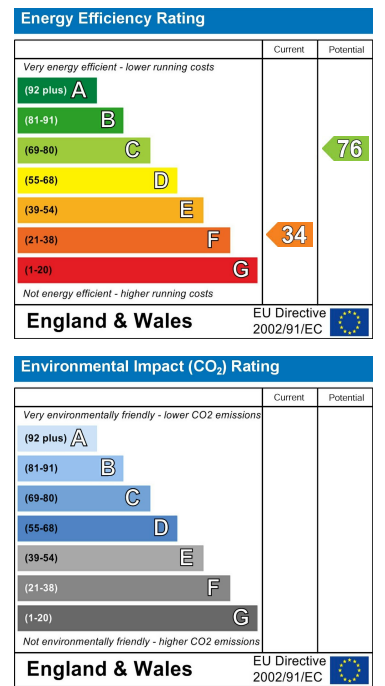 Energy Efficiency Rating
Current Potential
Very energy efficient - lower running costs
(92 plus) A
(81-91) B
(69-80) C
76
(55-68) D
(39-54) E
(21-38) F
34
(1-20) G
Not energy efficient - higher running costs
England & Wales
EU Directive
2002/91/EC
Environmental Impact (CO₂) Rating
Current Potential
Very environmentally friendly - lower CO2 emissions
(92 plus) A
(81-91) B
(69-80) C
(55-68) D
(39-54) E
(21-38) F
(1-20) G
Not environmentally friendly - higher CO2 emissions
England & Wales
EU Directive
2002/91/EC